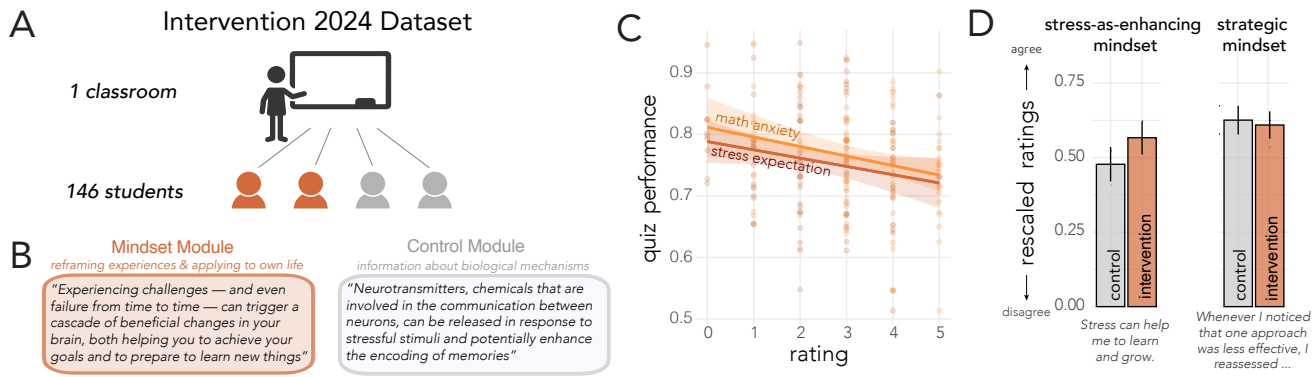 A
Intervention 2024 Dataset
1 classroom
146 students
B
Mindset Module
reframing experiences & applying to own life
“Experiencing challenges — and even
failure from time to time — can trigger a
cascade of beneficial changes in your
brain, both helping you to achieve your
goals and to prepare to learn new things”
Control Module
information about biological mechanisms
“Neurotransmitters, chemicals that are
involved in the communication between
neurons, can be released in response to
stressful stimuli and potentially enhance
the encoding of memories”
C
quiz performance
0.9
0.8
0.7
0.6
0.5
math anxiety
stress expectation
0 1 2 3 4 5
rating
D
stress-as-enhancing
mindset
strategic
mindset
agree
rescaled ratings
disagree
0.75
0.50
0.25
0.00
control
intervention
control
intervention
Stress can help
me to learn
and grow.
Whenever I noticed
that one approach
was less effective, I
reassessed ...